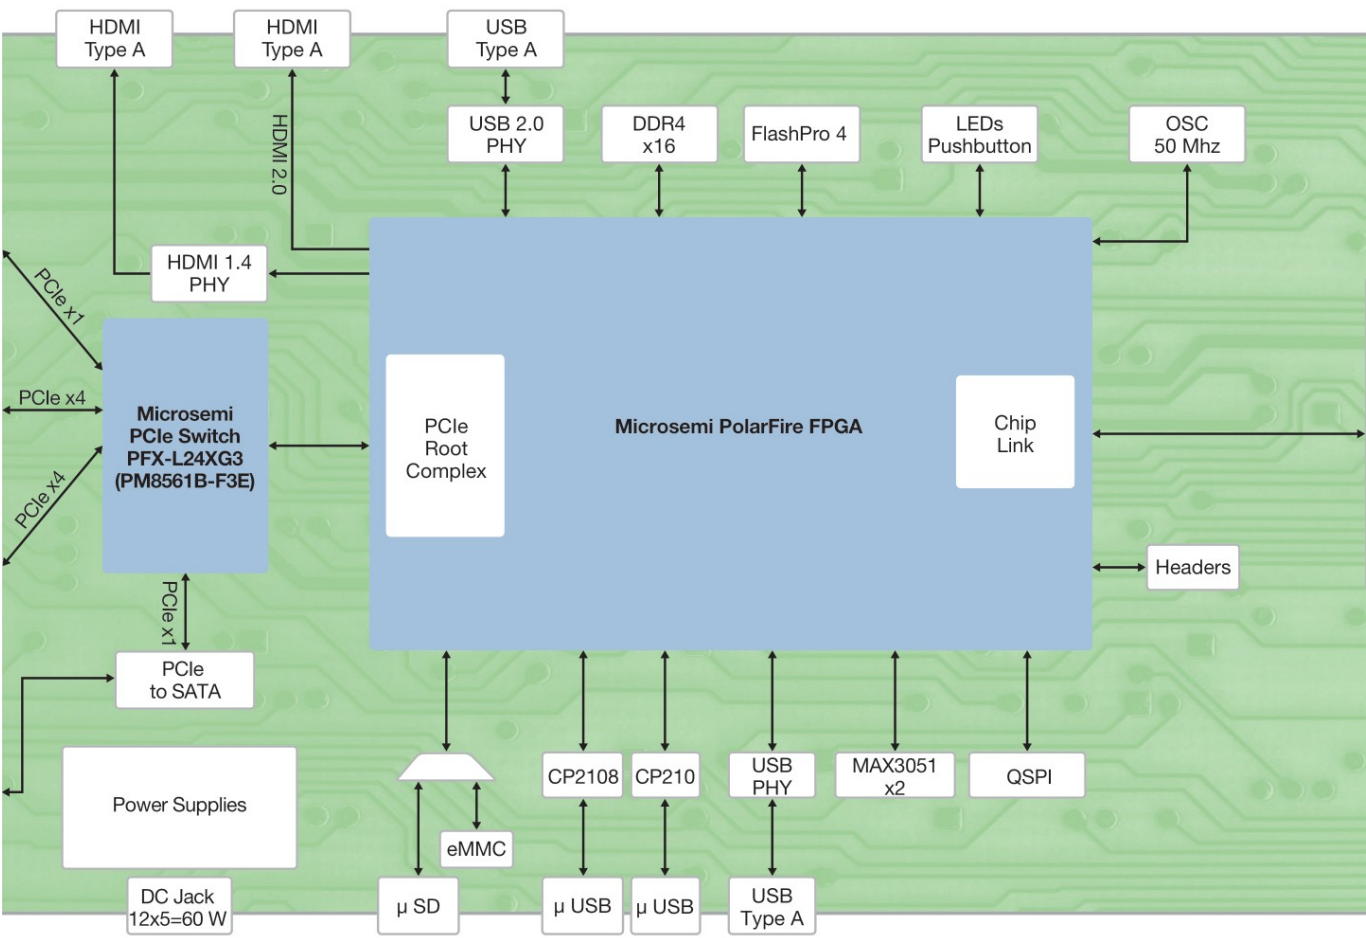 HDMI
Type A
HDMI
Type A
USB
Type A
HDMI 2.0
USB 2.0
PHY
DDR4
x16
FlashPro 4
LEDs
Pushbutton
OSC
50 Mhz
HDMI 1.4
PHY
PCIe x1
PCIe x4
PCIe x4
Microsemi
PCIe Switch
PFX-L24XG3
(PM8561B-F3E)
PCIe
Root
Complex
Microsemi PolarFire FPGA
Chip
Link
Headers
PCIe x1
PCIe
to SATA
Power Supplies
DC Jack
12x5=60 W
eMMC
µ SD
CP2108
CP210
USB
PHY
MAX3051
x2
QSPI
µ USB
µ USB
USB
Type A